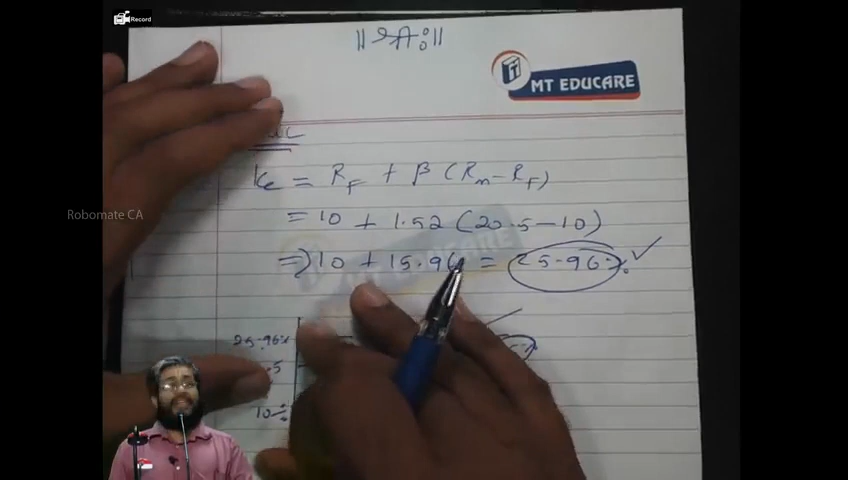 Record
|| श्री: ||
MT EDUCARE
Ke = RF + β (Rm - RF)
Robomate CA
= 10 + 1.52 (20.5 - 10)
=) 10 + 15.96 = 25.96%. ✓
25.96%
.5
10%